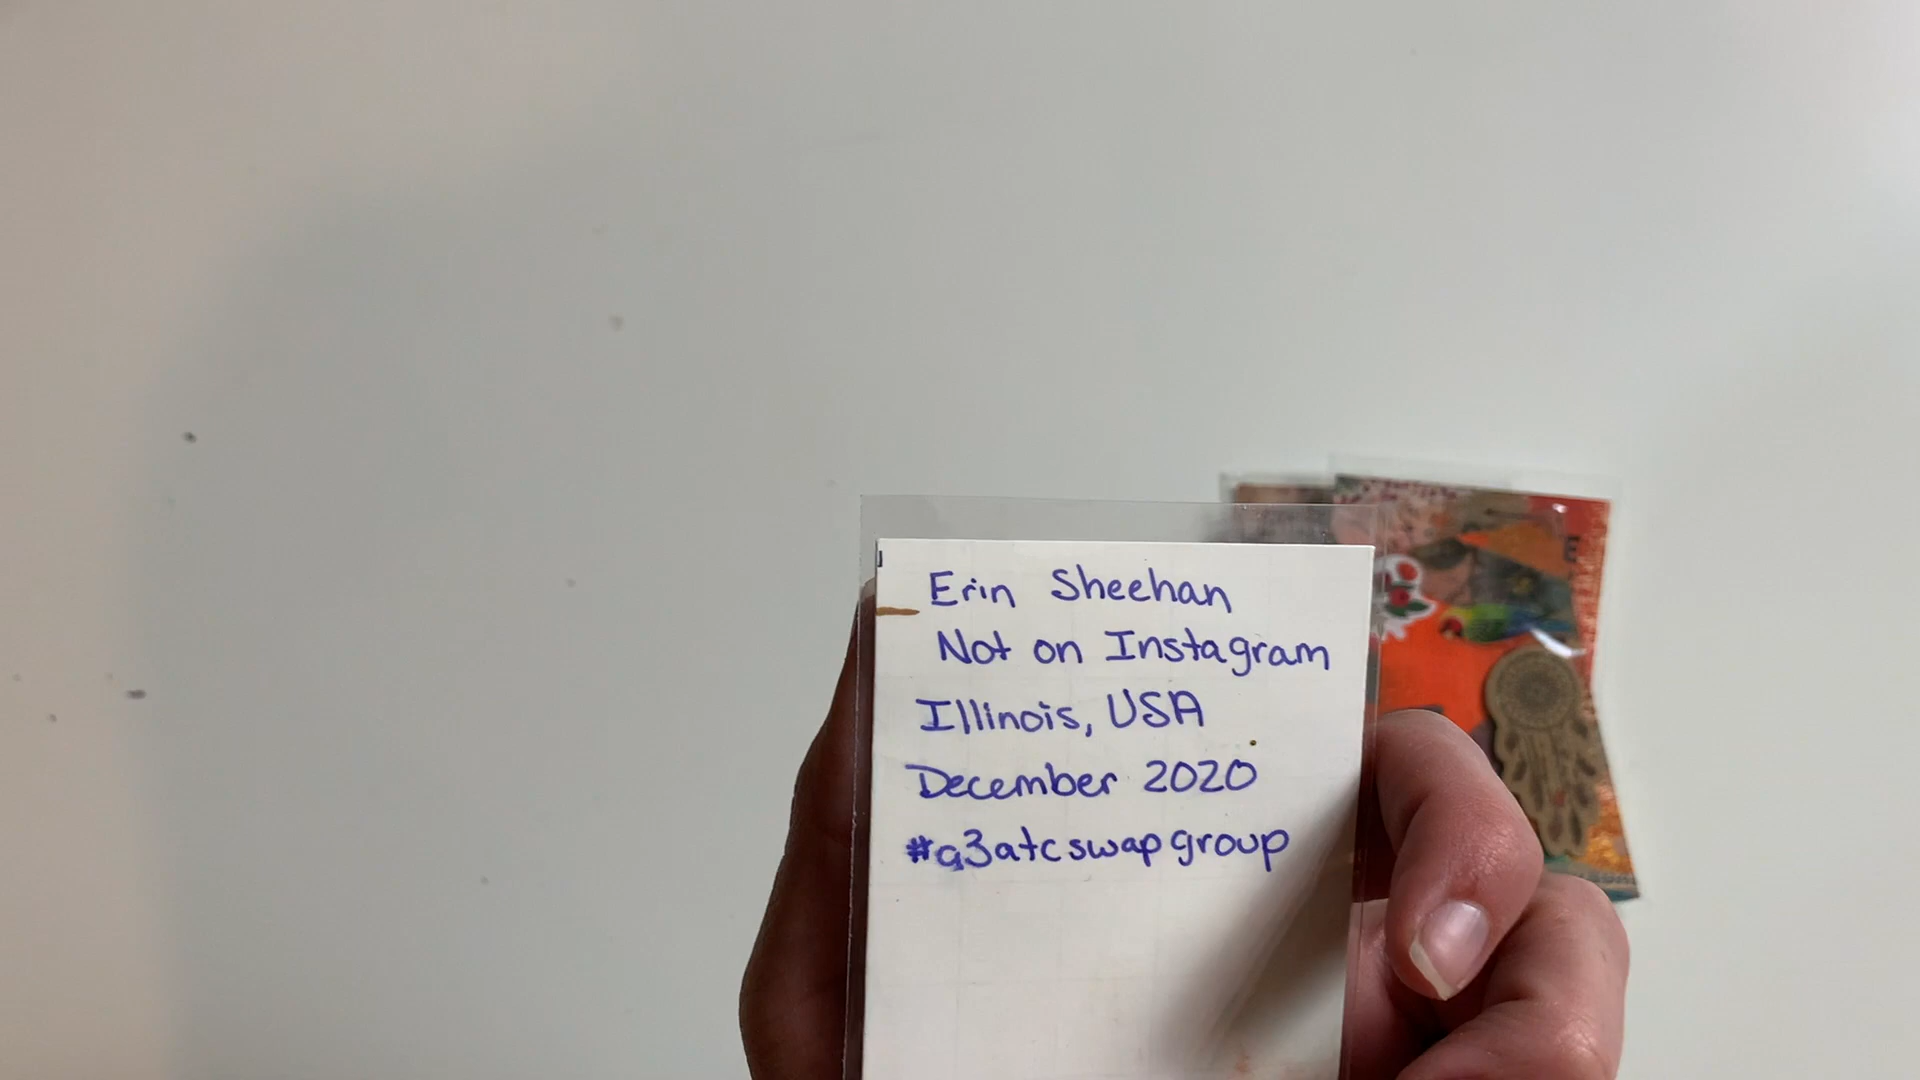 Erin Sheehan
Not on Instagram
Illinois, USA
December 2020
#a3atcswapgroup
E